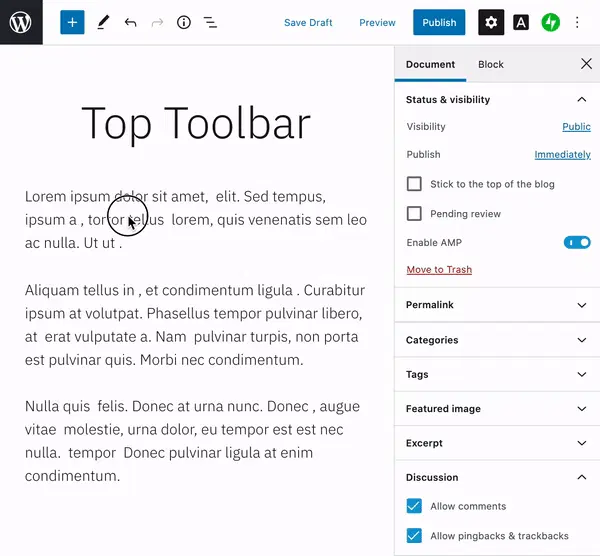 Save Draft Preview Publish
Document Block
Top Toolbar
Lorem ipsum dolor sit amet,  elit. Sed tempus,
ipsum a , tortor tellus  lorem, quis venenatis sem leo
ac nulla. Ut ut .
Aliquam tellus in , et condimentum ligula . Curabitur
ipsum at volutpat. Phasellus tempor pulvinar libero,
at  erat vulputate a. Nam  pulvinar turpis, non porta
est pulvinar quis. Morbi nec condimentum.
Nulla quis  felis. Donec at urna nunc. Donec , augue
vitae  molestie, urna dolor, eu tempor est est nec
nulla.  tempor  Donec pulvinar ligula at enim
condimentum.
Status & visibility
Visibility Public
Publish Immediately
Stick to the top of the blog
Pending review
Enable AMP
Move to Trash
Permalink
Categories
Tags
Featured image
Excerpt
Discussion
Allow comments
Allow pingbacks & trackbacks